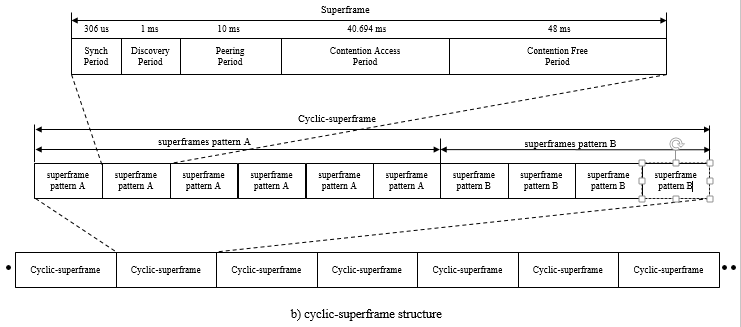 Superframe
306 us 1 ms 10 ms 40.694 ms 48 ms
Synch Discovery Peering Contention Access Contention Free
Period Period Period Period Period
Cyclic-superframe
superframes pattern A superframes pattern B
superframe superframe superframe superframe superframe superframe superframe superframe superframe superframe
pattern A pattern A pattern A pattern A pattern A pattern A pattern B pattern B pattern B pattern B
Cyclic-superframe Cyclic-superframe Cyclic-superframe Cyclic-superframe Cyclic-superframe Cyclic-superframe Cyclic-superframe
b) cyclic-superframe structure